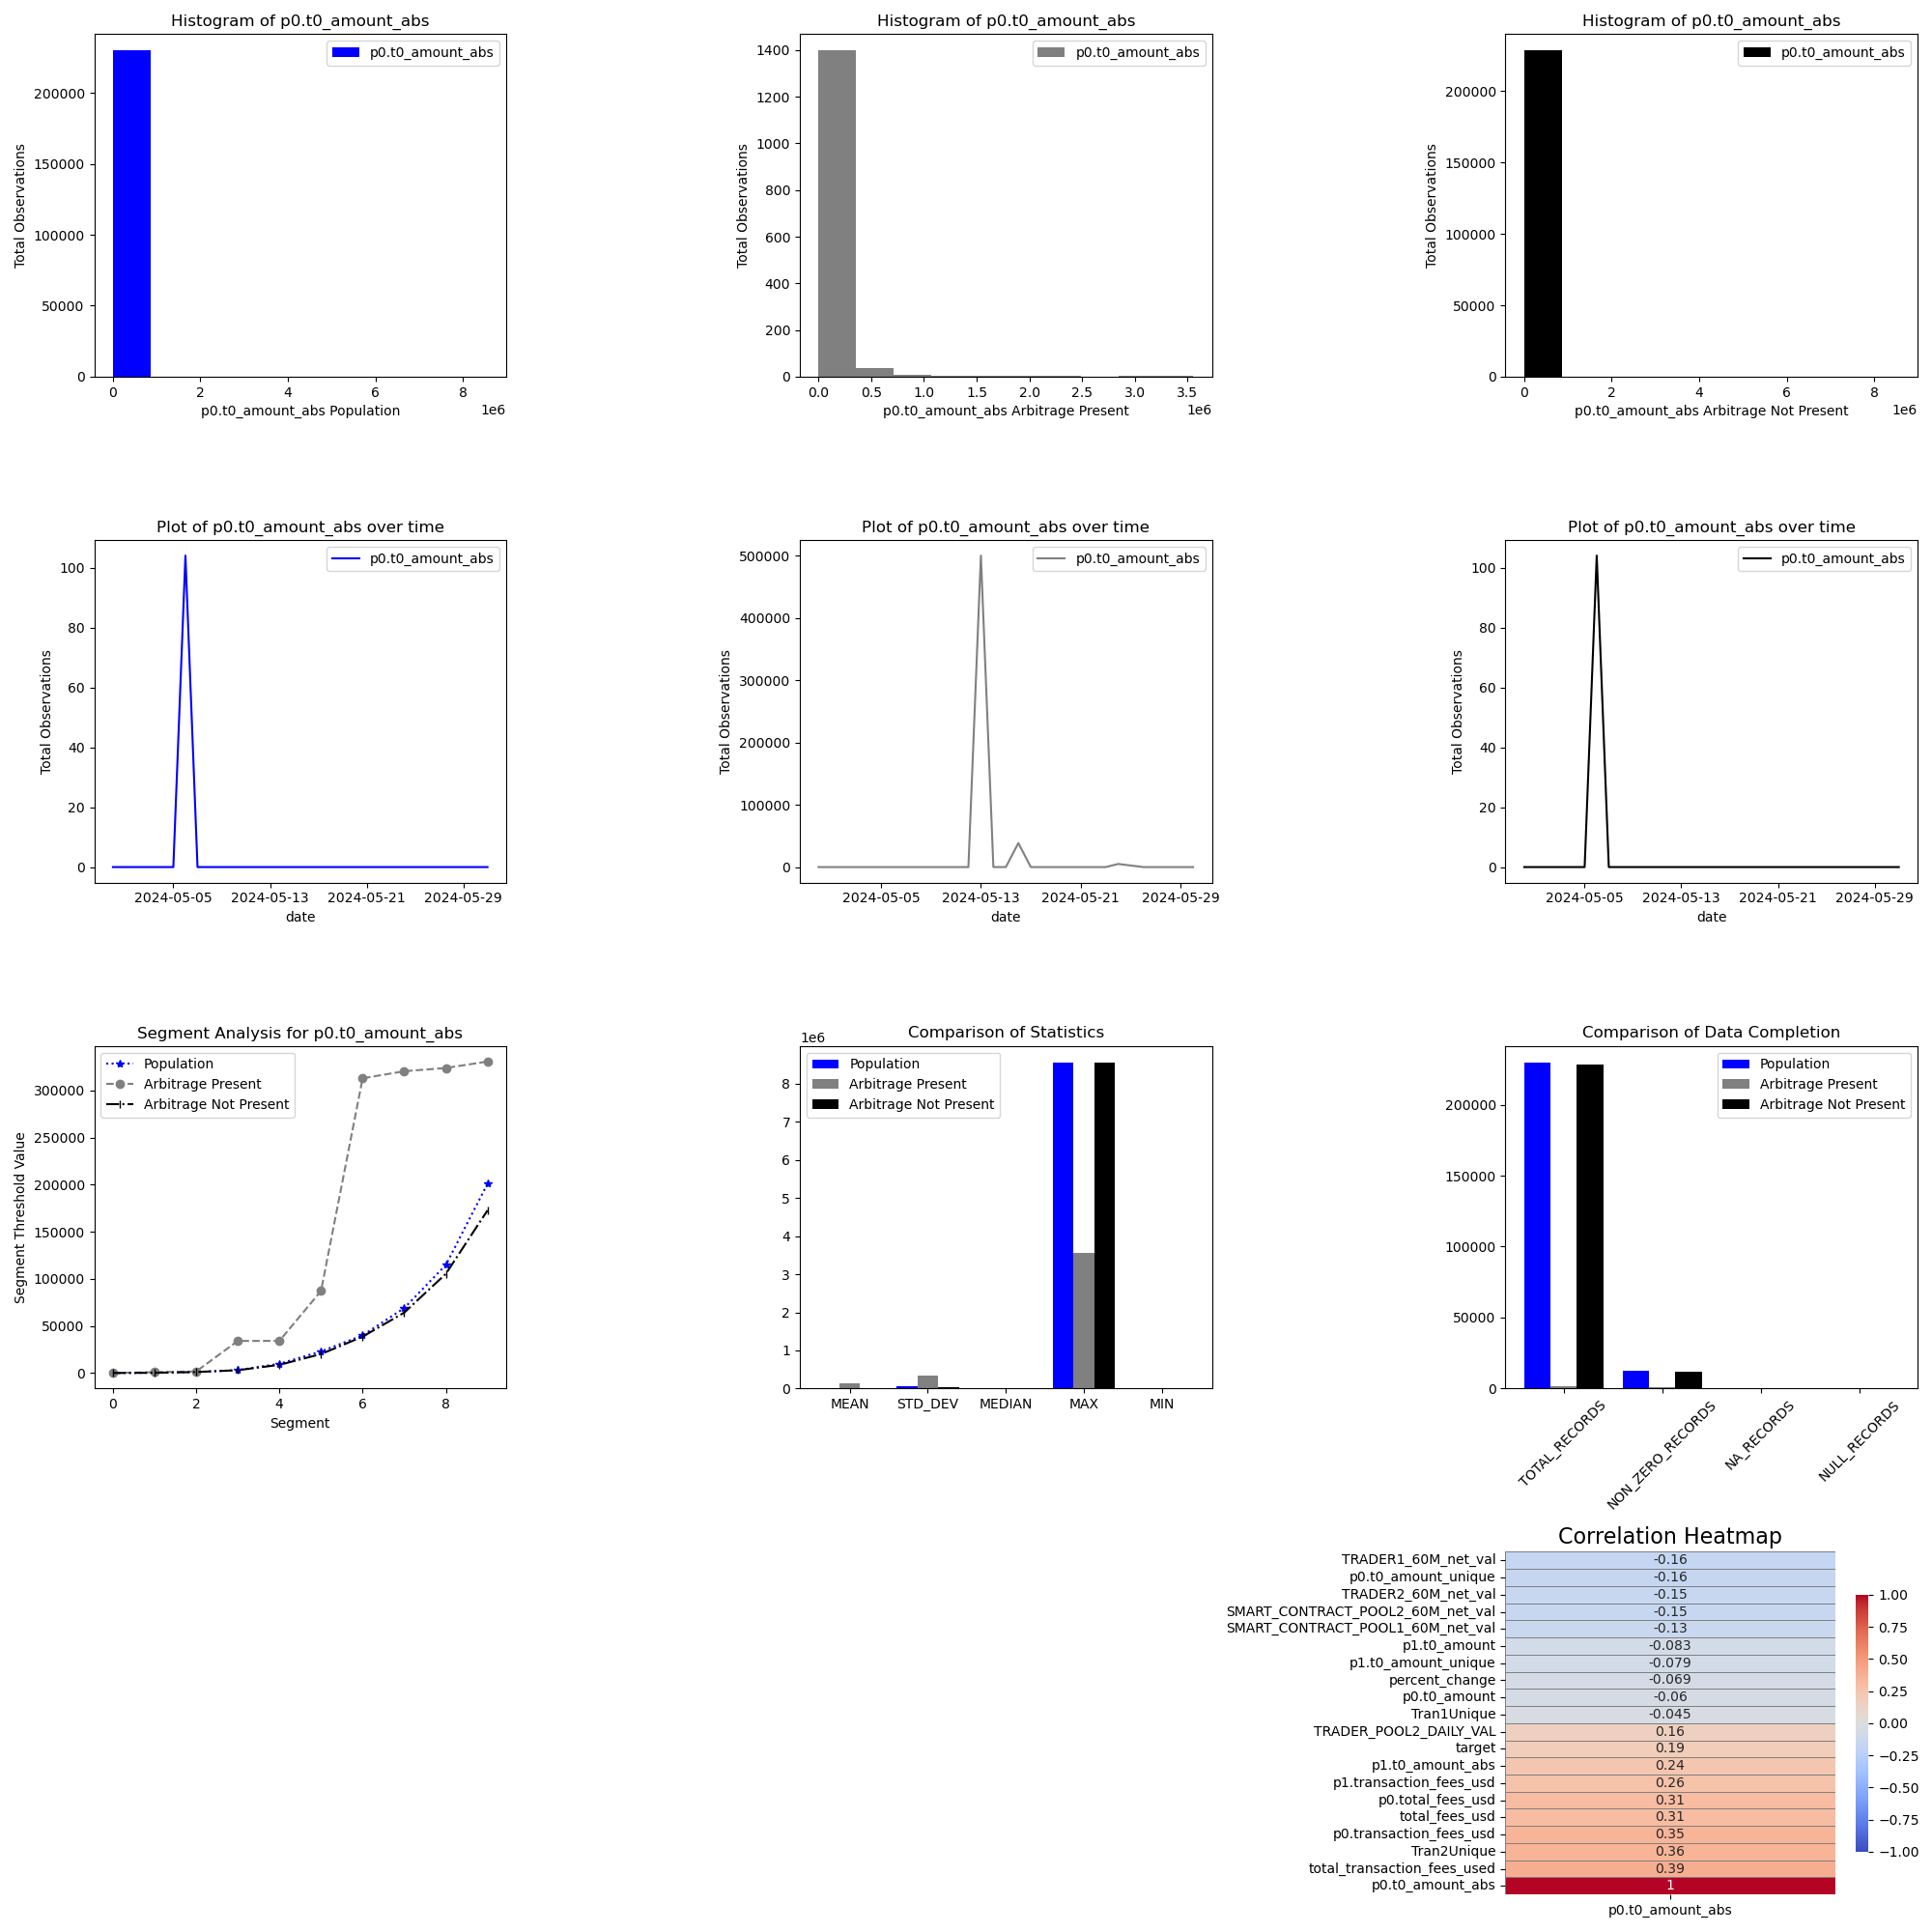 Histogram of p0.t0_amount_abs
p0.t0_amount_abs
Total Observations
200000
150000
100000
50000
0
0 2 4 6 8
1e6
p0.t0_amount_abs Population
Histogram of p0.t0_amount_abs
p0.t0_amount_abs
Total Observations
1400
1200
1000
800
600
400
200
0
0.0 0.5 1.0 1.5 2.0 2.5 3.0 3.5
1e6
p0.t0_amount_abs Arbitrage Present
Histogram of p0.t0_amount_abs
p0.t0_amount_abs
Total Observations
200000
150000
100000
50000
0
0 2 4 6 8
1e6
p0.t0_amount_abs Arbitrage Not Present
Plot of p0.t0_amount_abs over time
p0.t0_amount_abs
Total Observations
100
80
60
40
20
0
2024-05-05 2024-05-13 2024-05-21 2024-05-29
date
Plot of p0.t0_amount_abs over time
p0.t0_amount_abs
Total Observations
500000
400000
300000
200000
100000
0
2024-05-05 2024-05-13 2024-05-21 2024-05-29
date
Plot of p0.t0_amount_abs over time
p0.t0_amount_abs
Total Observations
100
80
60
40
20
0
2024-05-05 2024-05-13 2024-05-21 2024-05-29
date
Segment Analysis for p0.t0_amount_abs
Population
Arbitrage Present
Arbitrage Not Present
Segment Threshold Value
300000
250000
200000
150000
100000
50000
0
0 2 4 6 8
Segment
Comparison of Statistics
1e6
Population
Arbitrage Present
Arbitrage Not Present
8
7
6
5
4
3
2
1
0
MEAN STD_DEV MEDIAN MAX MIN
Comparison of Data Completion
Population
Arbitrage Present
Arbitrage Not Present
200000
150000
100000
50000
0
TOTAL_RECORDS
NON_ZERO_RECORDS
NA_RECORDS
NULL_RECORDS
Correlation Heatmap
TRADER1_60M_net_val -0.16
p0.t0_amount_unique -0.16
TRADER2_60M_net_val -0.15
SMART_CONTRACT_POOL2_60M_net_val -0.15
SMART_CONTRACT_POOL1_60M_net_val -0.13
p1.t0_amount -0.083
p1.t0_amount_unique -0.079
percent_change -0.069
p0.t0_amount -0.06
Tran1Unique -0.045
TRADER_POOL2_DAILY_VAL 0.16
target 0.19
p1.t0_amount_abs 0.24
p1.transaction_fees_usd 0.26
p0.total_fees_usd 0.31
total_fees_usd 0.31
p0.transaction_fees_usd 0.35
Tran2Unique 0.36
total_transaction_fees_used 0.39
p0.t0_amount_abs 1
p0.t0_amount_abs
1.00
0.75
0.50
0.25
0.00
−0.25
−0.50
−0.75
−1.00